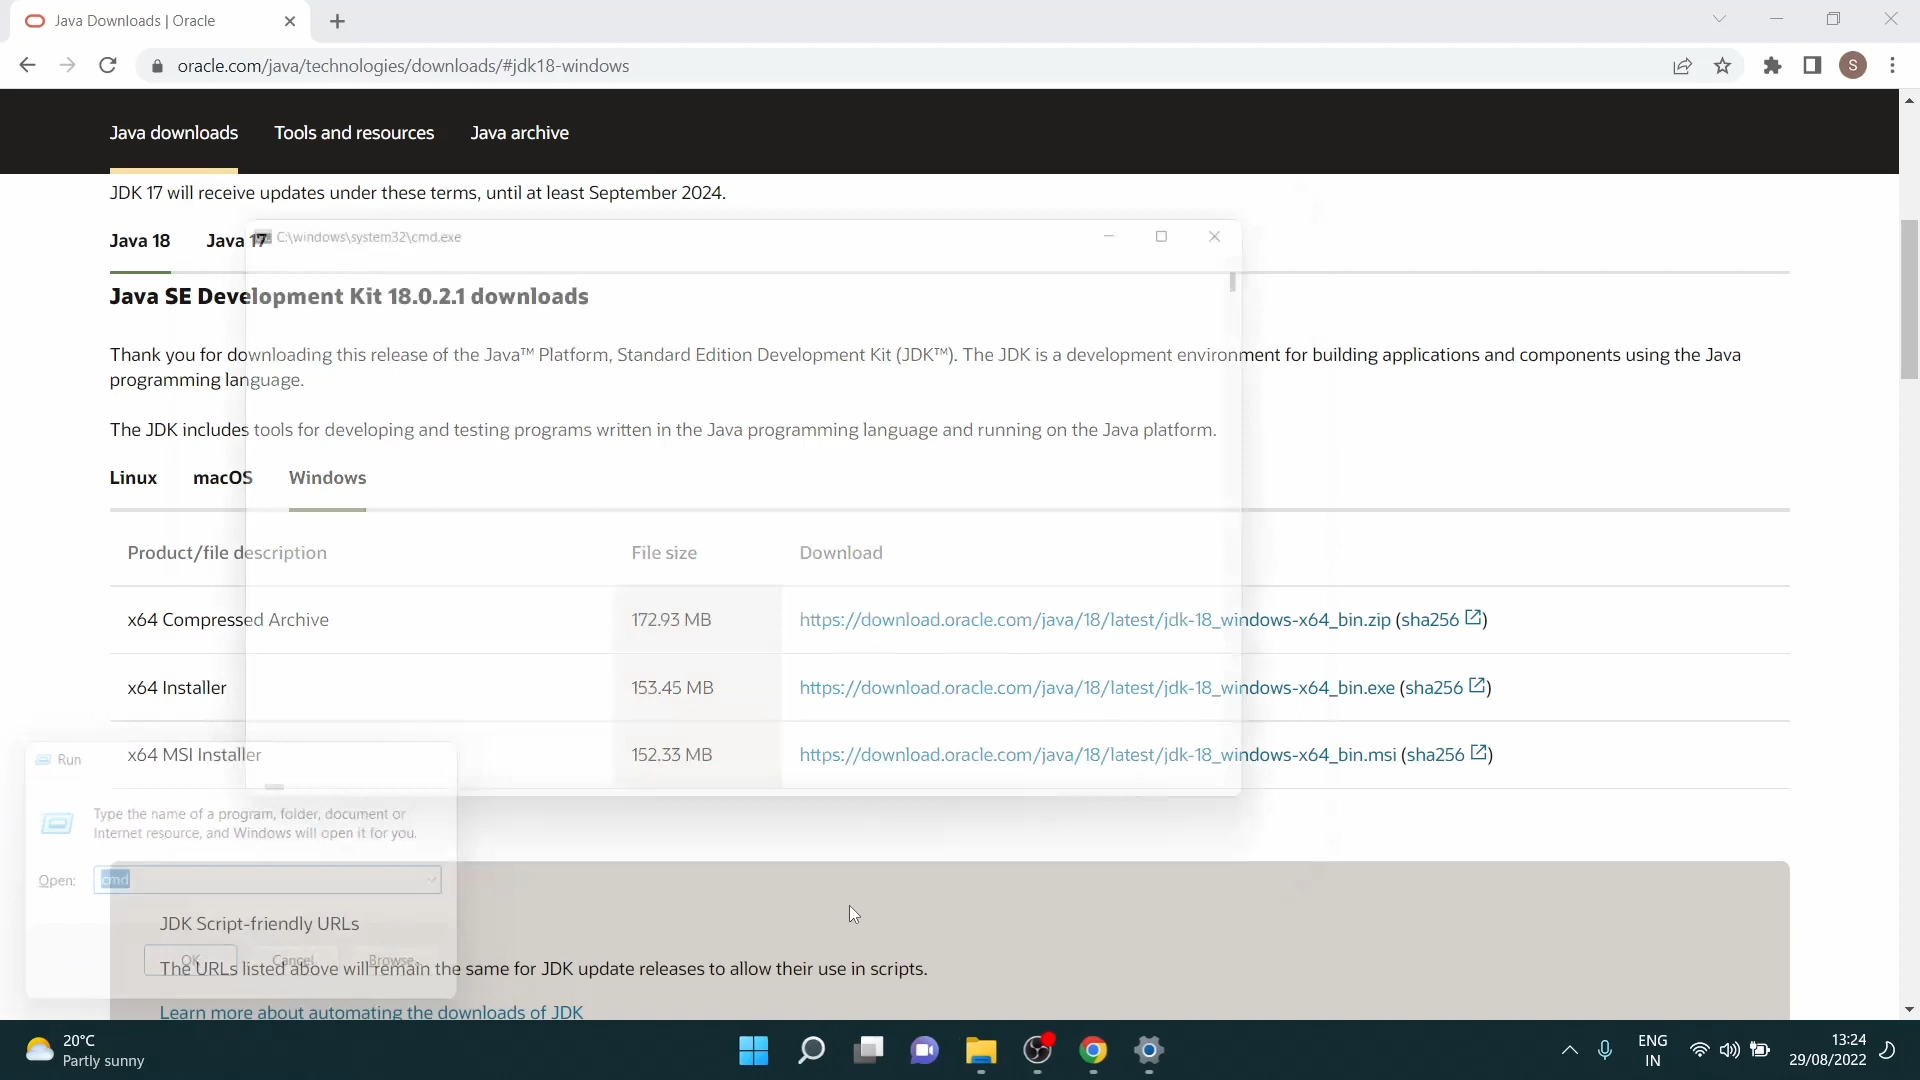 Java Downloads | Oracle
oracle.com/java/technologies/downloads/#jdk18-windows
S
Java downloads Tools and resources Java archive
JDK 17 will receive updates under these terms, until at least September 2024.
C:\windows\system32\cmd.exe
Java 18 Java 17
Java SE Development Kit 18.0.2.1 downloads
Thank you for downloading this release of the Java™ Platform, Standard Edition Development Kit (JDK™). The JDK is a development environment for building applications and components using the Java
programming language.
The JDK includes tools for developing and testing programs written in the Java programming language and running on the Java platform.
Linux macOS Windows
Product/file description File size Download
x64 Compressed Archive 172.93 MB https://download.oracle.com/java/18/latest/jdk-18_windows-x64_bin.zip (sha256)
x64 Installer 153.45 MB https://download.oracle.com/java/18/latest/jdk-18_windows-x64_bin.exe (sha256)
x64 MSI Installer 152.33 MB https://download.oracle.com/java/18/latest/jdk-18_windows-x64_bin.msi (sha256)
Run
Type the name of a program, folder, document or
Internet resource, and Windows will open it for you.
Open: cmd
JDK Script-friendly URLs
OK Cancel Browse...
The URLs listed above will remain the same for JDK update releases to allow their use in scripts.
Learn more about automating the downloads of JDK
20°C
Partly sunny
ENG
IN
13:24
29/08/2022